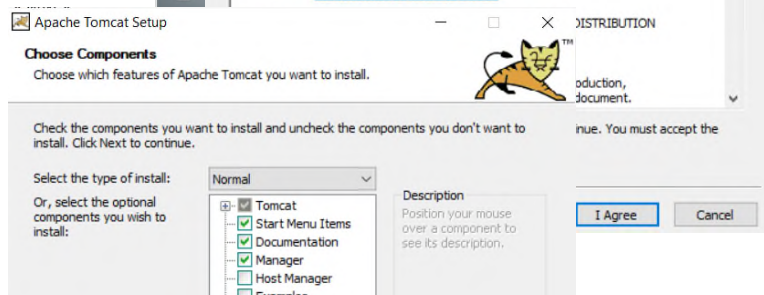 Apache Tomcat Setup
Choose Components
Choose which features of Apache Tomcat you want to install.
TM
Check the components you want to install and uncheck the components you don't want to
install. Click Next to continue.
Select the type of install:
Normal
Or, select the optional
components you wish to
install:
Tomcat
Start Menu Items
Documentation
Manager
Host Manager
Description
Position your mouse
over a component to
see its description.
DISTRIBUTION
oduction,
document.
inue. You must accept the
I Agree
Cancel